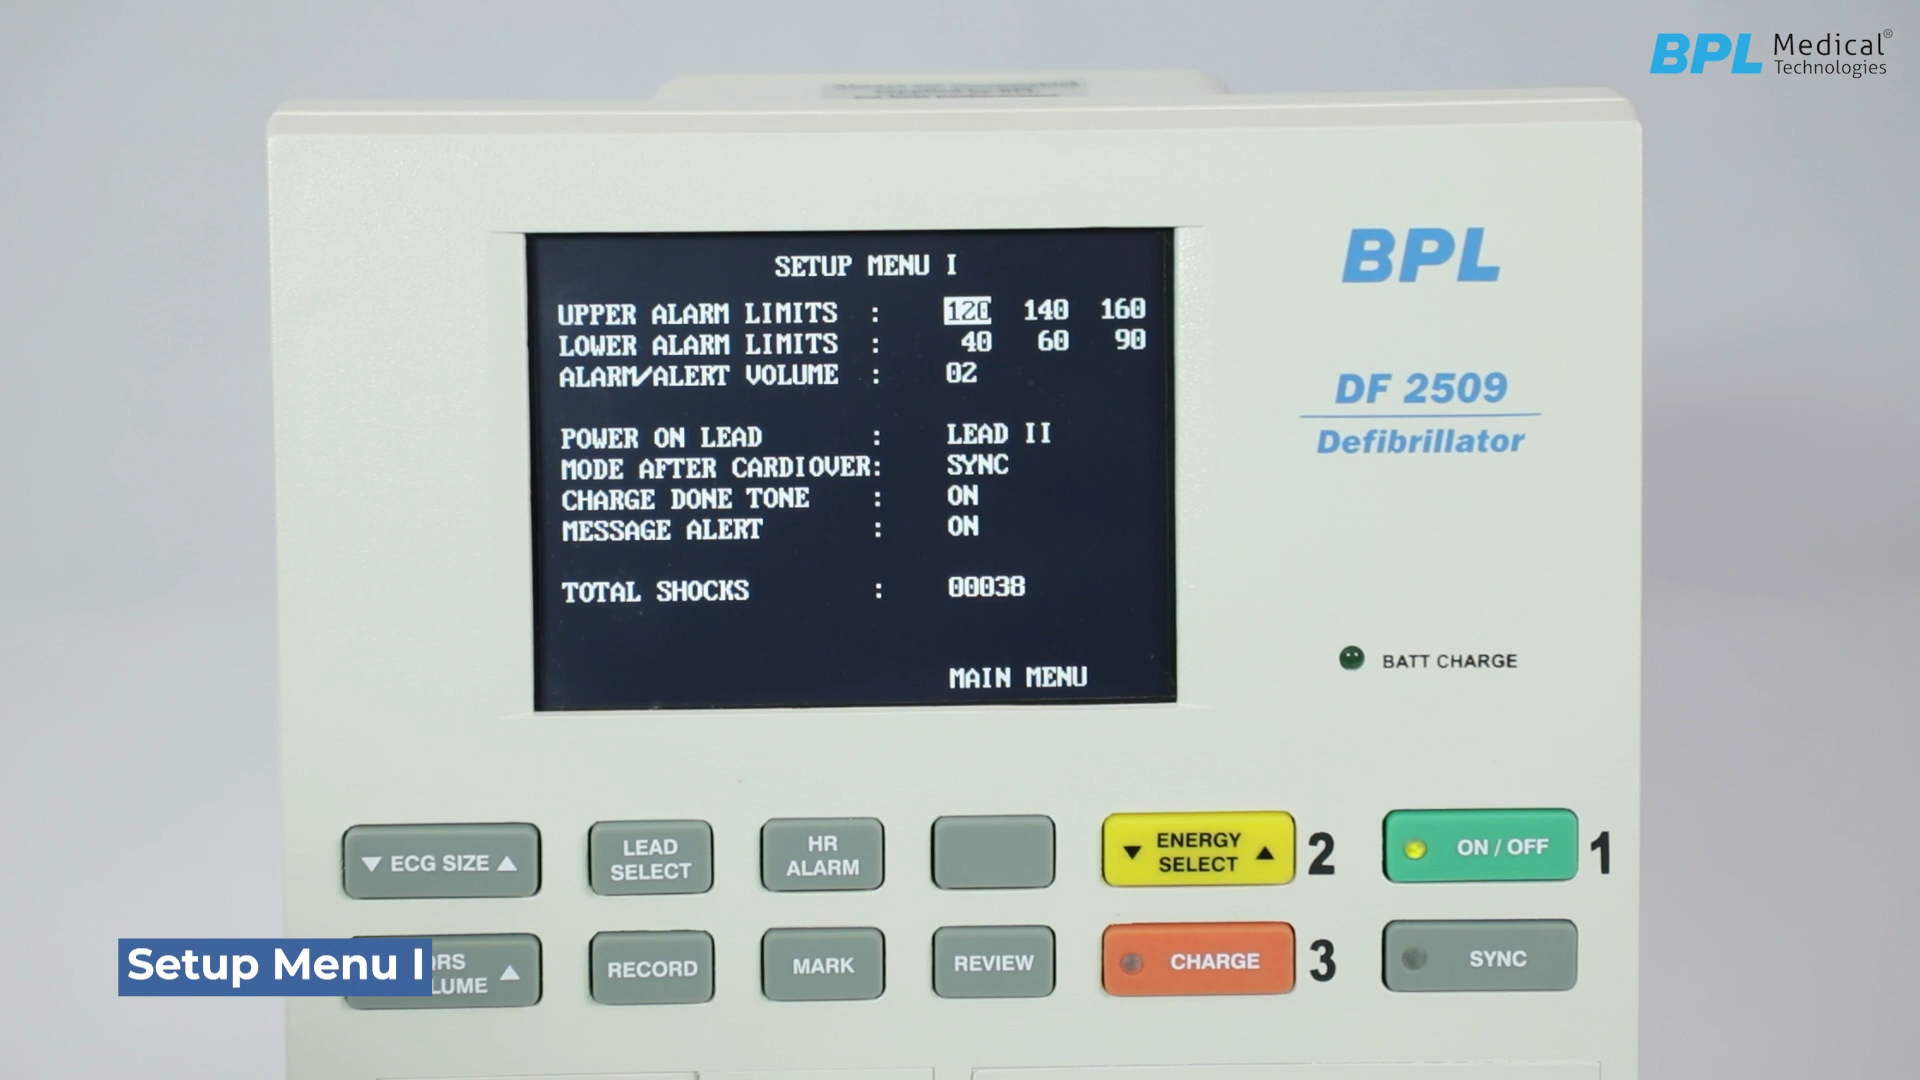 BPL Medical®
Technologies
SETUP MENU I
UPPER ALARM LIMITS : 120 140 160
LOWER ALARM LIMITS : 40 60 90
ALARM/ALERT VOLUME : 02
POWER ON LEAD : LEAD II
MODE AFTER CARDIOVER: SYNC
CHARGE DONE TONE : ON
MESSAGE ALERT : ON
TOTAL SHOCKS : 00038
MAIN MENU
BPL
DF 2509
Defibrillator
BATT CHARGE
▼ ECG SIZE ▲
LEAD
SELECT
HR
ALARM
▼ ENERGY
SELECT ▲
2
ON / OFF
1
Setup Menu I
RECORD
MARK
REVIEW
CHARGE
3
SYNC